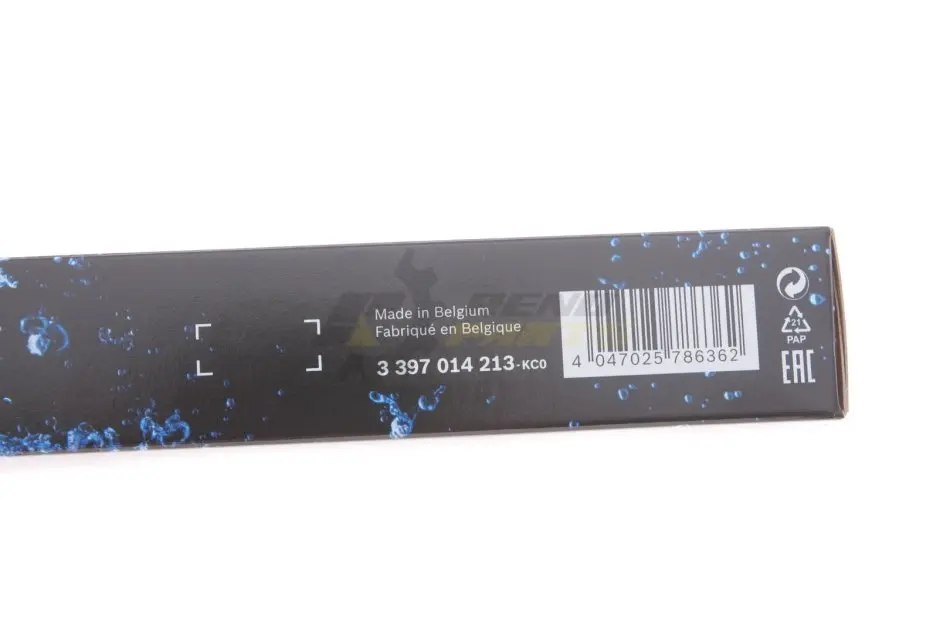 Made in Belgium
Fabriqué en Belgique
3 397 014 213-KC0
4 047025 786362
21
PAP
EAC